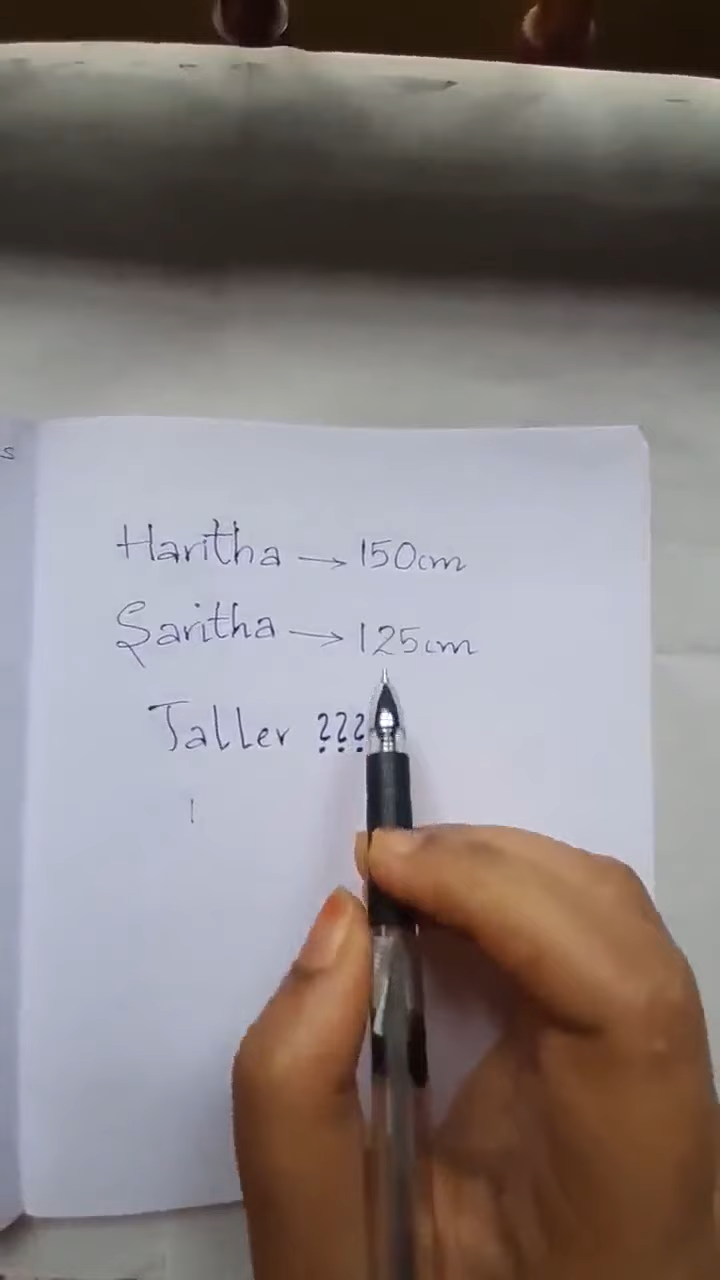 s
Haritha → 150cm
Saritha → 125cm
Taller ???